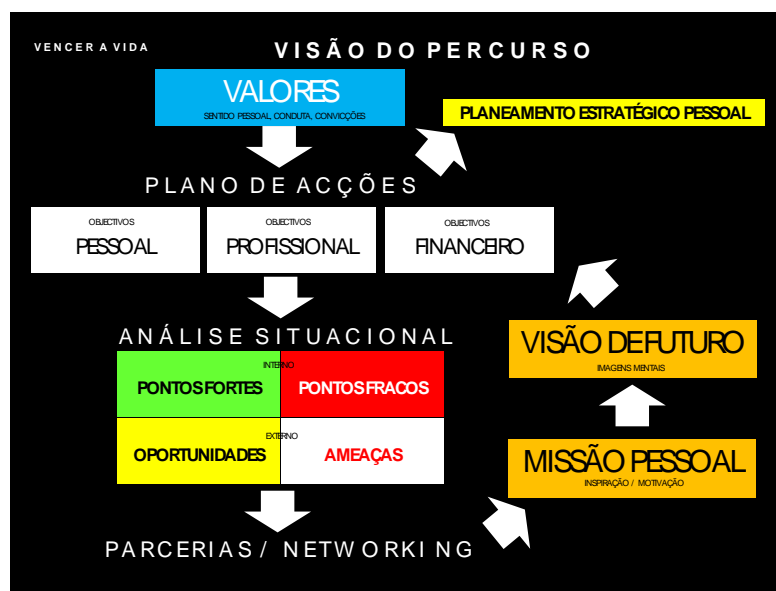 VENCER A VIDA
VISÃO DO PERCURSO
VALORES
SENTIDO PESSOAL, CONDUTA, CONVICÇÕES
PLANEAMENTO ESTRATÉGICO PESSOAL
PLANO DE ACÇÕES
OBJECTIVOS
PESSOAL
OBJECTIVOS
PROFISSIONAL
OBJECTIVOS
FINANCEIRO
ANÁLISE SITUACIONAL
INTERNO
PONTOS FORTES
PONTOS FRACOS
EXTERNO
OPORTUNIDADES
AMEAÇAS
PARCERIAS / NETWORKING
VISÃO DE FUTURO
IMAGENS MENTAIS
MISSÃO PESSOAL
INSPIRAÇÃO / MOTIVAÇÃO